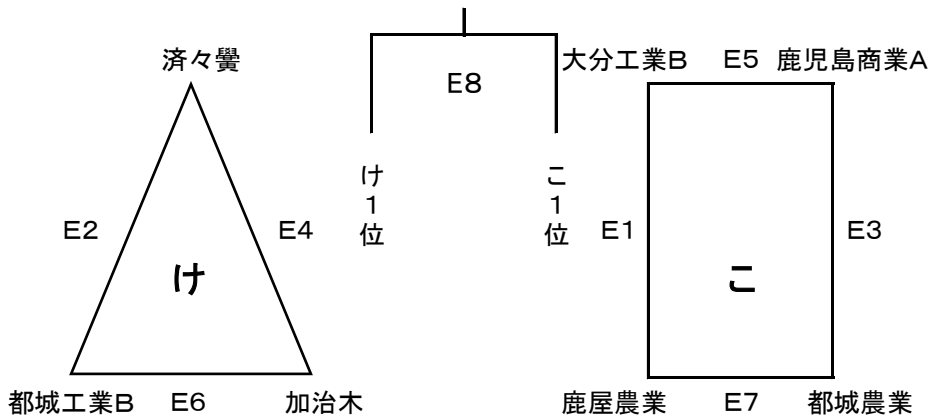 済々黌
大分工業B E5 鹿児島商業A
E8
け1位
こ1位
E2
E4
E1
E3
け
こ
都城工業B E6 加治木
鹿屋農業 E7 都城農業